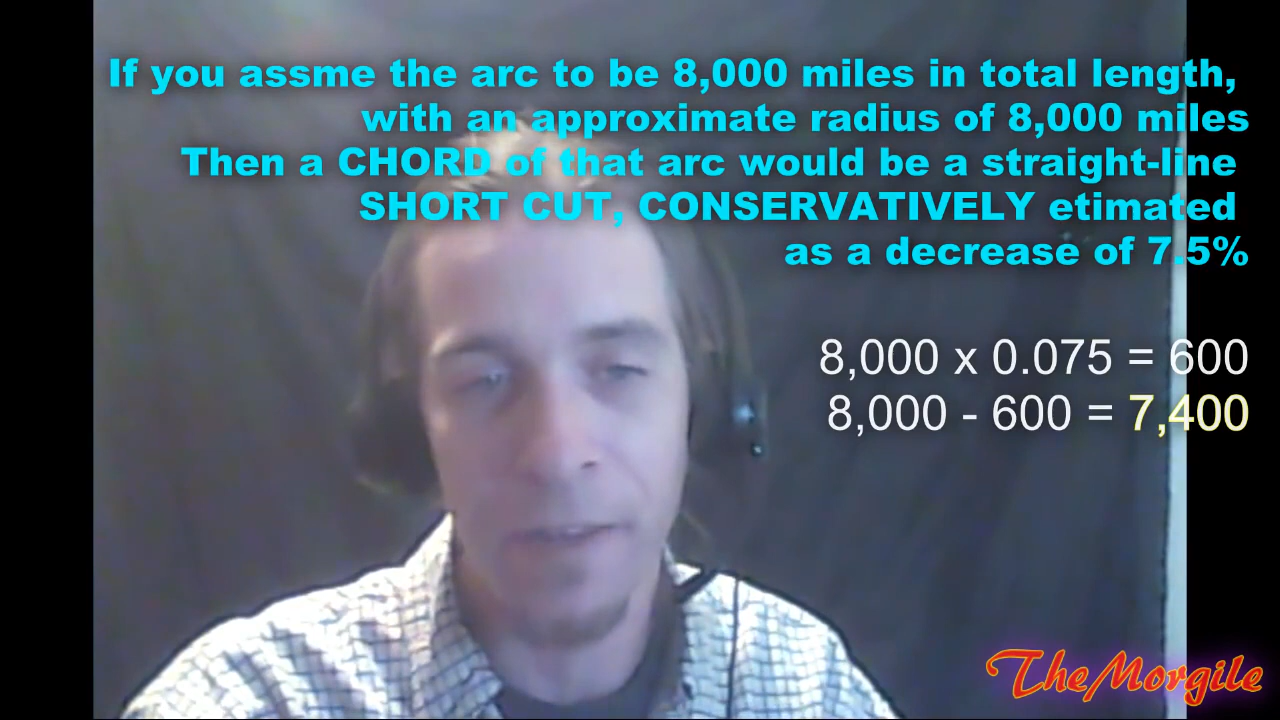 If you assme the arc to be 8,000 miles in total length,
with an approximate radius of 8,000 miles
Then a CHORD of that arc would be a straight-line
SHORT CUT, CONSERVATIVELY etimated
as a decrease of 7.5%
8,000 x 0.075 = 600
8,000 - 600 = 7,400
TheMorgile